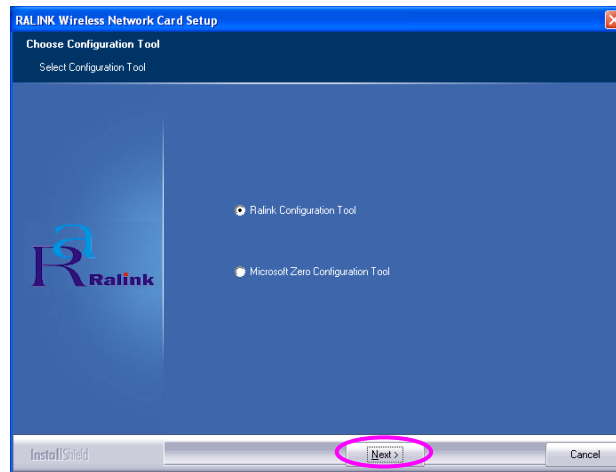 RALINK Wireless Network Card Setup
Choose Configuration Tool
Select Configuration Tool
Ralink Configuration Tool
Microsoft Zero Configuration Tool
Ra Ralink
InstallShield
Next >
Cancel